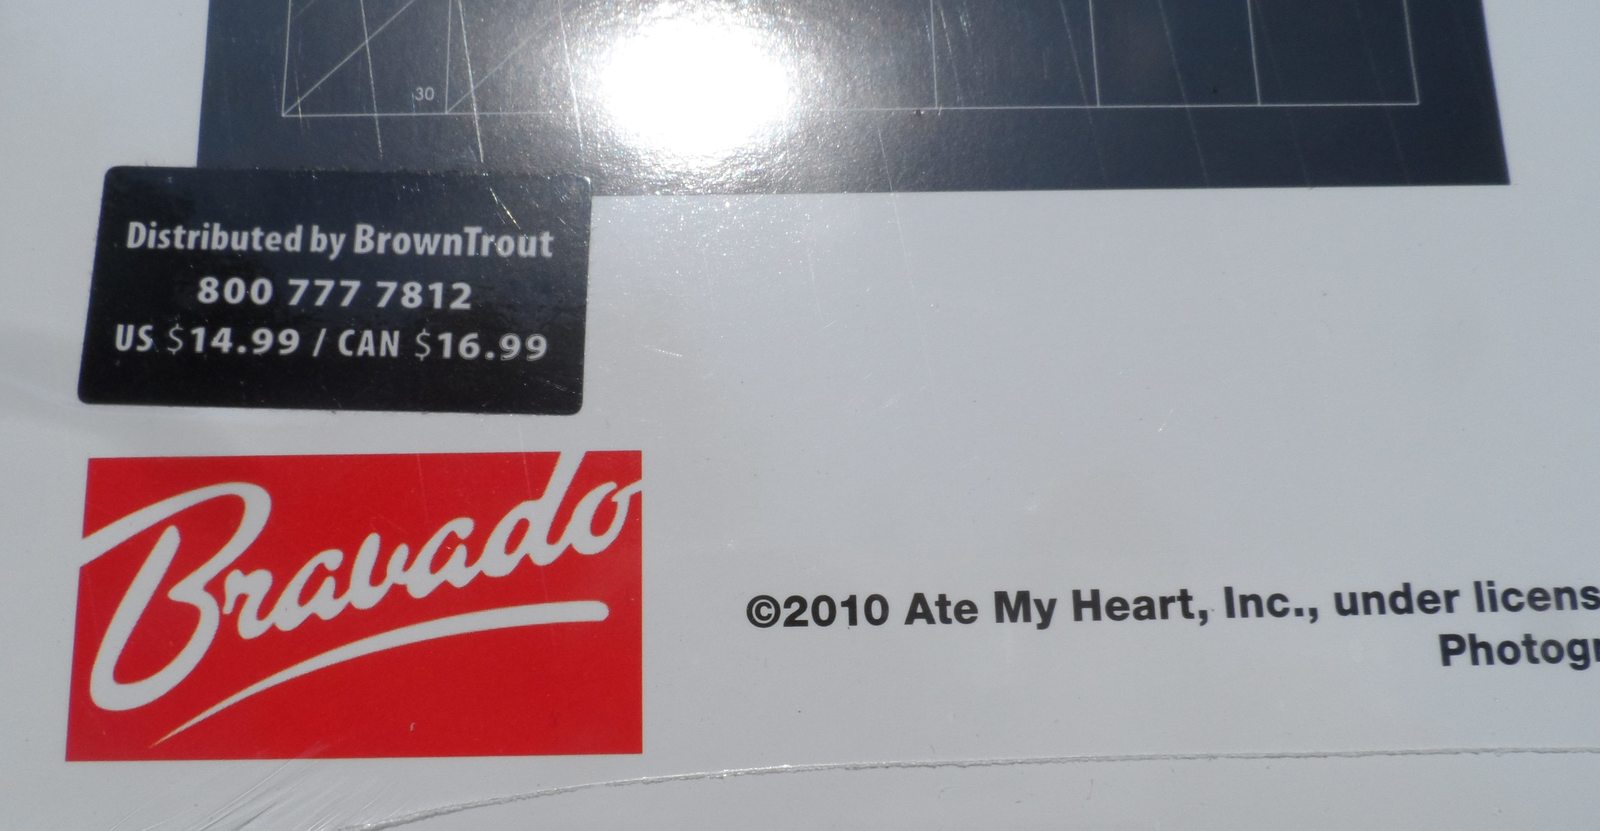 30
Distributed by BrownTrout
800 777 7812
US $14.99 / CAN $16.99
Bravado
©2010 Ate My Heart, Inc., under licens
Photogr